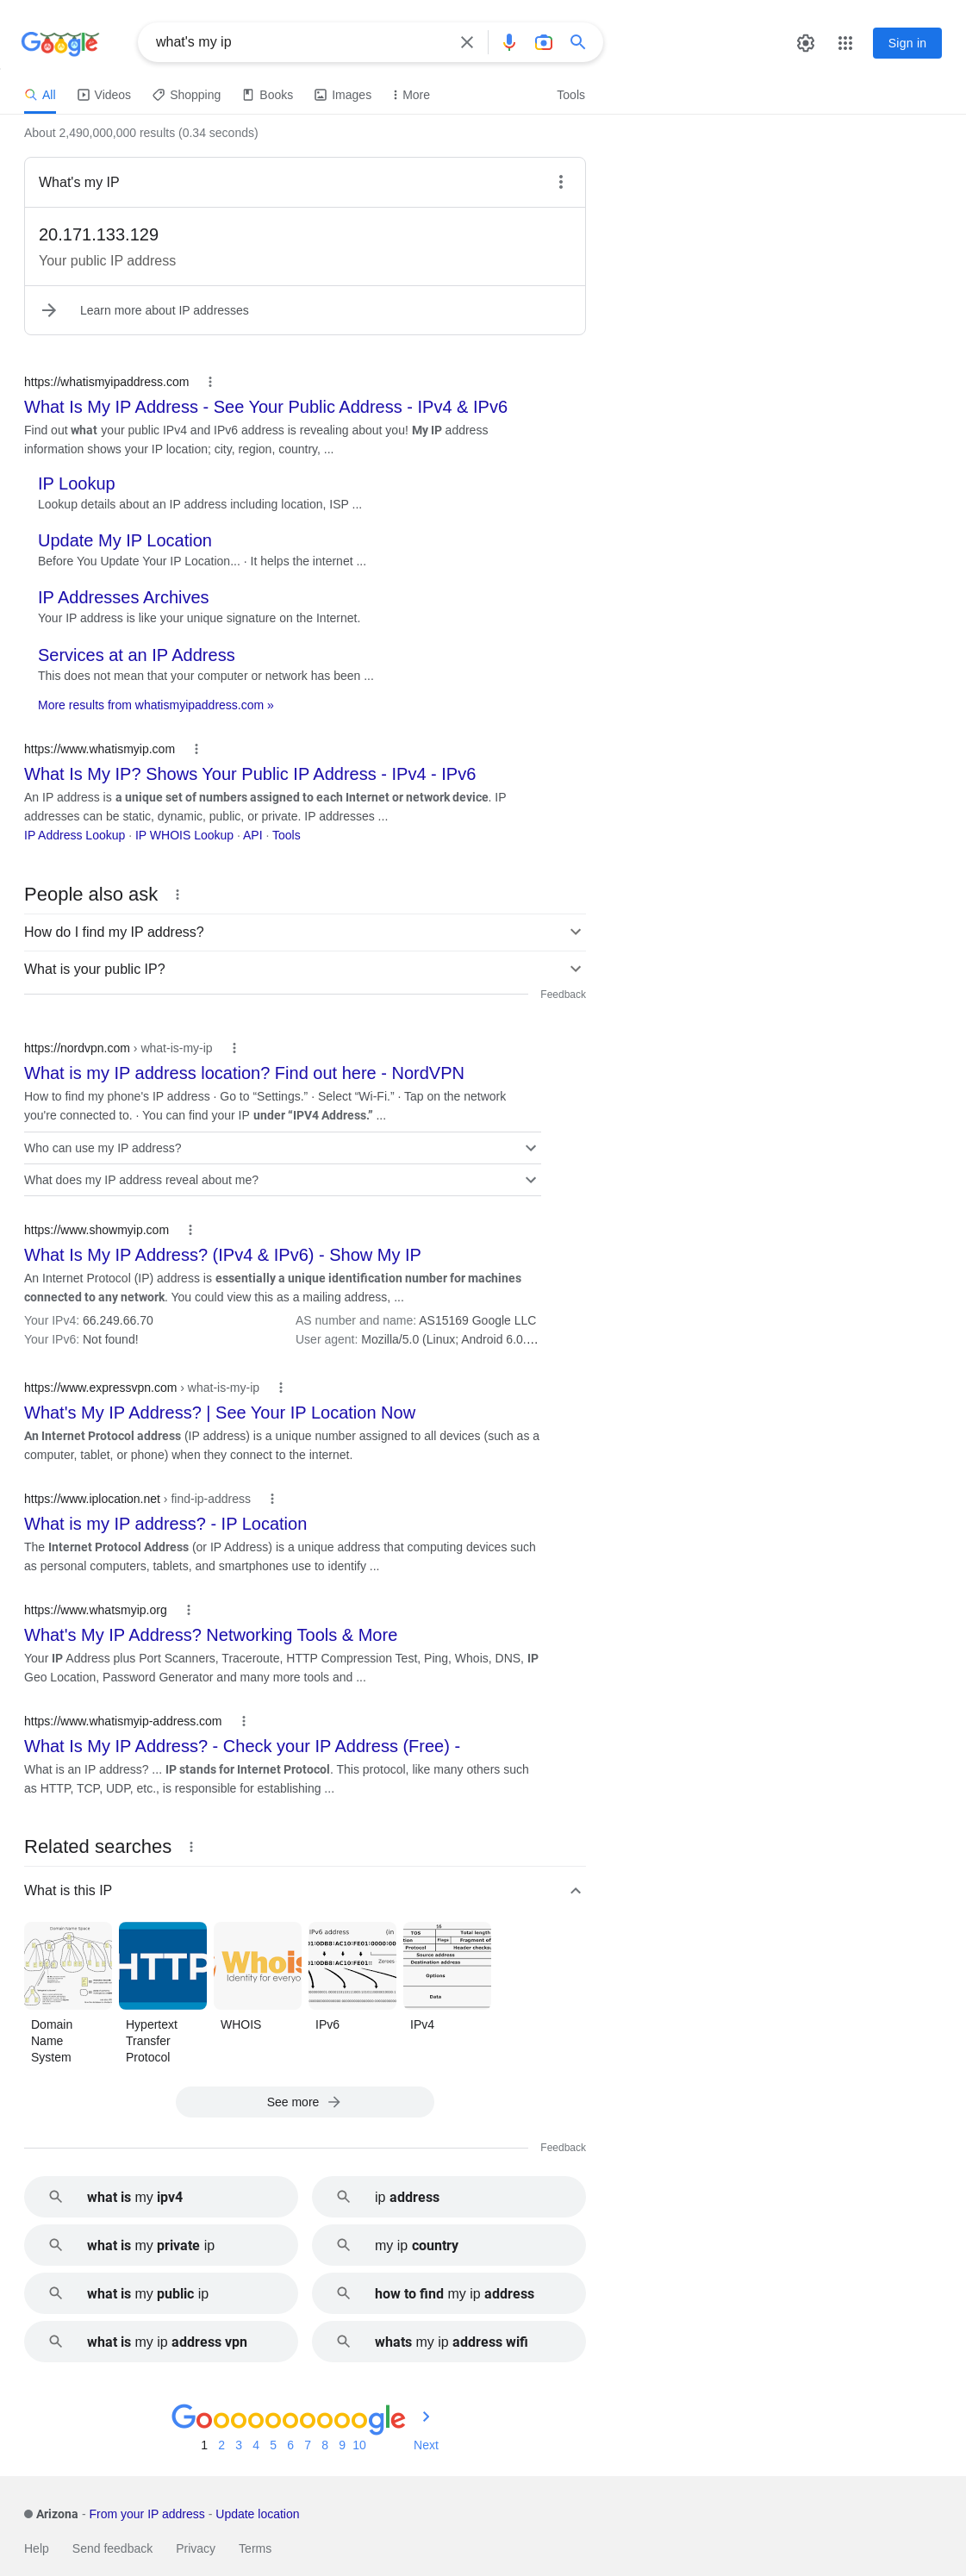 Google
what's my ip
Sign in
All
Videos
Shopping
Books
Images
More
Tools
About 2,490,000,000 results (0.34 seconds)
What's my IP
20.171.133.129
Your public IP address
Learn more about IP addresses
https://whatismyipaddress.com
What Is My IP Address - See Your Public Address - IPv4 & IPv6
Find out what your public IPv4 and IPv6 address is revealing about you! My IP address
information shows your IP location; city, region, country, ...
IP Lookup
Lookup details about an IP address including location, ISP ...
Update My IP Location
Before You Update Your IP Location... · It helps the internet ...
IP Addresses Archives
Your IP address is like your unique signature on the Internet.
Services at an IP Address
This does not mean that your computer or network has been ...
More results from whatismyipaddress.com »
https://www.whatismyip.com
What Is My IP? Shows Your Public IP Address - IPv4 - IPv6
An IP address is a unique set of numbers assigned to each Internet or network device. IP
addresses can be static, dynamic, public, or private. IP addresses ...
IP Address Lookup · IP WHOIS Lookup · API · Tools
People also ask
How do I find my IP address?
What is your public IP?
Feedback
https://nordvpn.com › what-is-my-ip
What is my IP address location? Find out here - NordVPN
How to find my phone's IP address · Go to “Settings.” · Select “Wi-Fi.” · Tap on the network
you're connected to. · You can find your IP under “IPV4 Address.” ...
Who can use my IP address?
What does my IP address reveal about me?
https://www.showmyip.com
What Is My IP Address? (IPv4 & IPv6) - Show My IP
An Internet Protocol (IP) address is essentially a unique identification number for machines
connected to any network. You could view this as a mailing address, ...
Your IPv4: 66.249.66.70
AS number and name: AS15169 Google LLC
Your IPv6: Not found!
User agent: Mozilla/5.0 (Linux; Android 6.0....
https://www.expressvpn.com › what-is-my-ip
What's My IP Address? | See Your IP Location Now
An Internet Protocol address (IP address) is a unique number assigned to all devices (such as a
computer, tablet, or phone) when they connect to the internet.
https://www.iplocation.net › find-ip-address
What is my IP address? - IP Location
The Internet Protocol Address (or IP Address) is a unique address that computing devices such
as personal computers, tablets, and smartphones use to identify ...
https://www.whatsmyip.org
What's My IP Address? Networking Tools & More
Your IP Address plus Port Scanners, Traceroute, HTTP Compression Test, Ping, Whois, DNS, IP
Geo Location, Password Generator and many more tools and ...
https://www.whatismyip-address.com
What Is My IP Address? - Check your IP Address (Free) -
What is an IP address? ... IP stands for Internet Protocol. This protocol, like many others such
as HTTP, TCP, UDP, etc., is responsible for establishing ...
Related searches
What is this IP
Domain Name Space
HTTP
Whois
Identity for everyo
IPv6 address (in
Zeroes
16
TOS Total length
Flags Fragment of
Protocol Header checksu
Source address
Destination address
Options
Data
Domain
Name
System
Hypertext
Transfer
Protocol
WHOIS
IPv6
IPv4
See more
Feedback
what is my ipv4
ip address
what is my private ip
my ip country
what is my public ip
how to find my ip address
what is my ip address vpn
whats my ip address wifi
Goooooooooogle
1 2 3 4 5 6 7 8 9 10 Next
Arizona - From your IP address - Update location
Help
Send feedback
Privacy
Terms